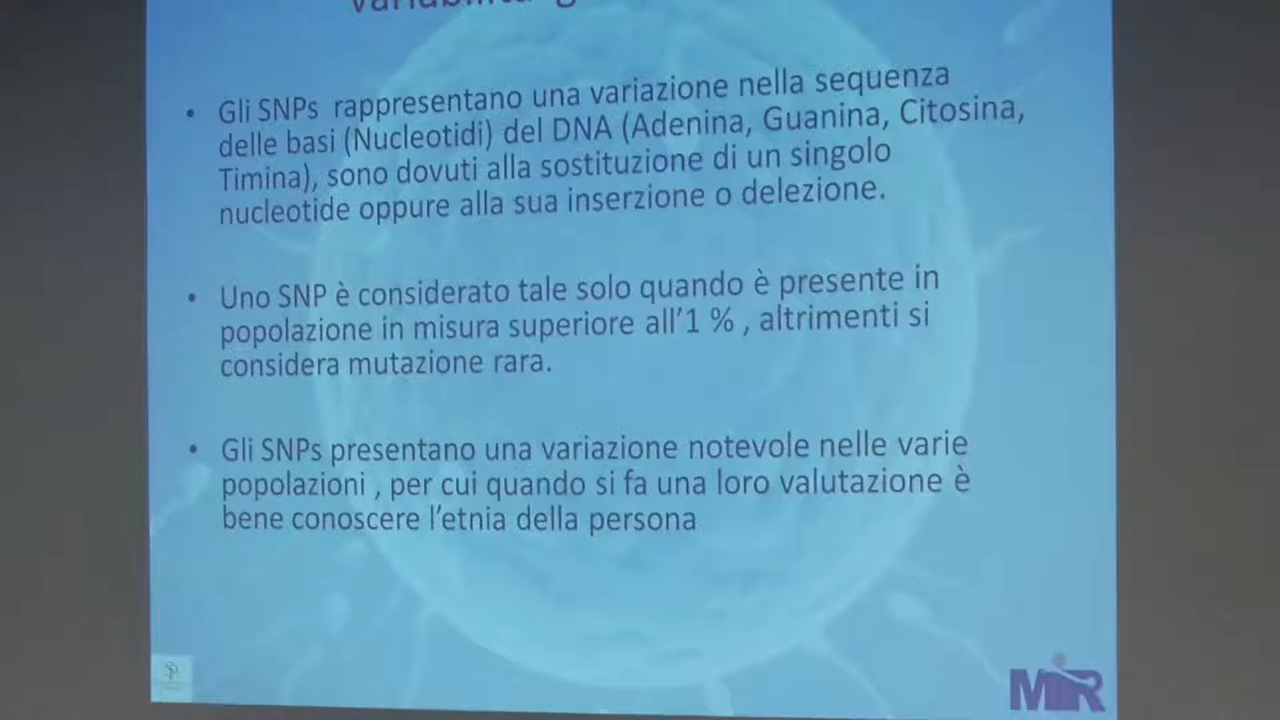 • Gli SNPs rappresentano una variazione nella sequenza
delle basi (Nucleotidi) del DNA (Adenina, Guanina, Citosina,
Timina), sono dovuti alla sostituzione di un singolo
nucleotide oppure alla sua inserzione o delezione.
• Uno SNP è considerato tale solo quando è presente in
popolazione in misura superiore all'1 % , altrimenti si
considera mutazione rara.
• Gli SNPs presentano una variazione notevole nelle varie
popolazioni , per cui quando si fa una loro valutazione è
bene conoscere l'etnia della persona
MR